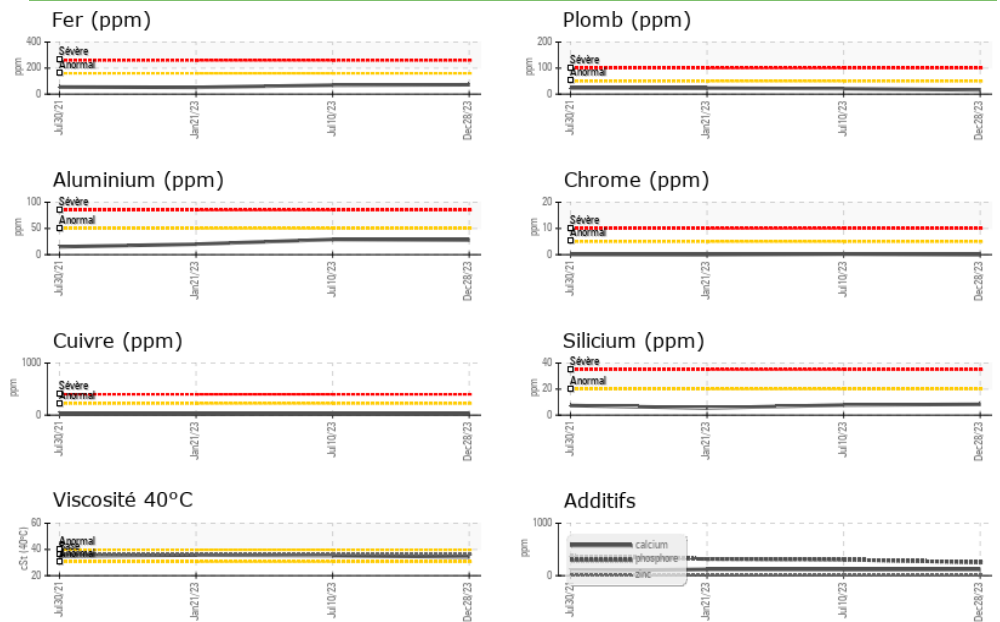 Fer (ppm)
400
200
0
ppm
Sévère
Anormal
Jul30/21
Jan21/23
Jul10/23
Dec28/23
Plomb (ppm)
200
100
0
ppm
Sévère
Anormal
Jul30/21
Jan21/23
Jul10/23
Dec28/23
Aluminium (ppm)
100
50
0
ppm
Sévère
Anormal
Jul30/21
Jan21/23
Jul10/23
Dec28/23
Chrome (ppm)
20
10
0
ppm
Sévère
Anormal
Jul30/21
Jan21/23
Jul10/23
Dec28/23
Cuivre (ppm)
1000
0
ppm
Sévère
Anormal
Jul30/21
Jan21/23
Jul10/23
Dec28/23
Silicium (ppm)
40
20
0
ppm
Sévère
Anormal
Jul30/21
Jan21/23
Jul10/23
Dec28/23
Viscosité 40°C
60
40
20
cSt (40°C)
Anormal
Base
Anormal
Jul30/21
Jan21/23
Jul10/23
Dec28/23
Additifs
1000
0
ppm
calcium
phosphore
zinc
Jul30/21
Jan21/23
Jul10/23
Dec28/23